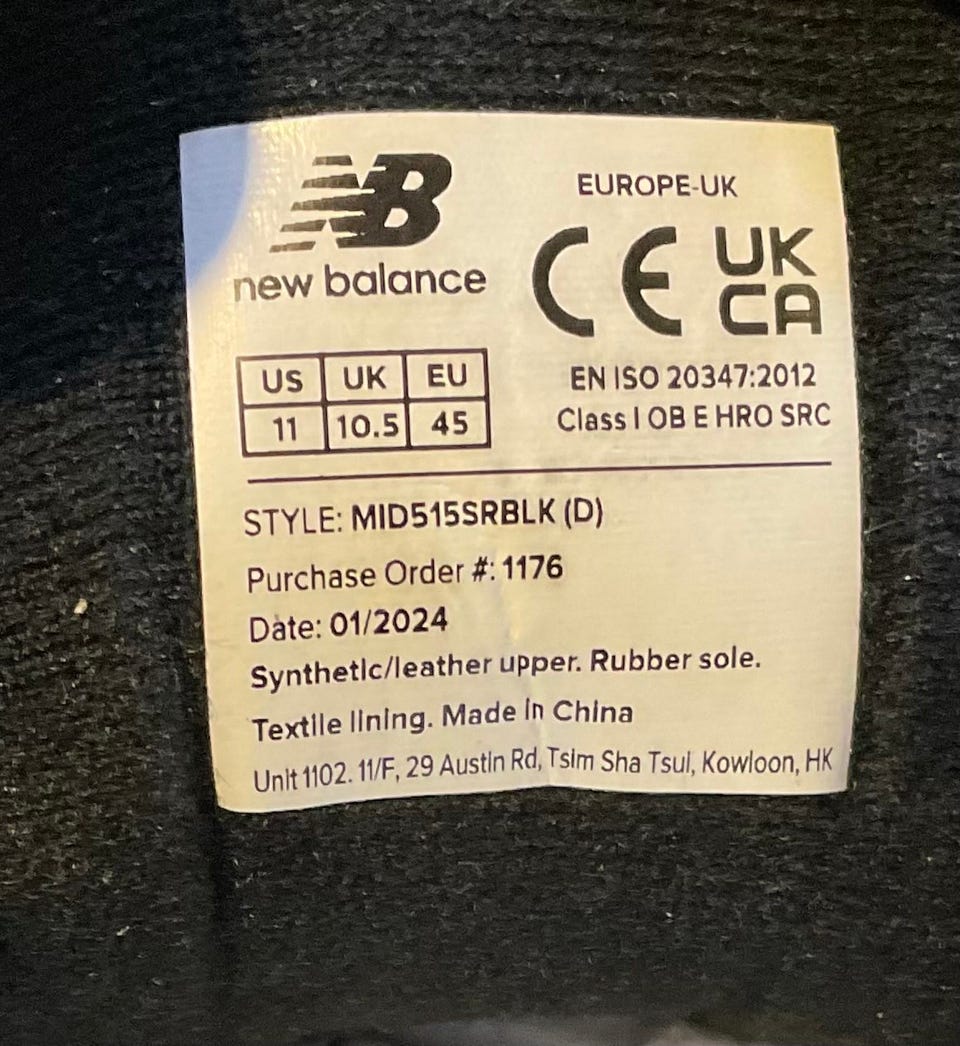 NB
new balance
EUROPE-UK
CE UK
CA
US UK EU
11 10.5 45
EN ISO 20347:2012
Class I OB E HRO SRC
STYLE: MID515SRBLK (D)
Purchase Order #: 1176
Date: 01/2024
Synthetic/leather upper. Rubber sole.
Textile lining. Made in China
Unit 1102. 11/F, 29 Austin Rd, Tsim Sha Tsui, Kowloon, HK